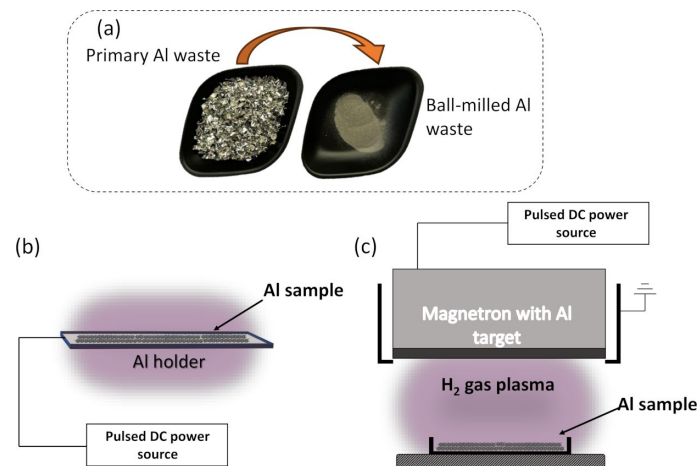 (a)
Primary Al waste
Ball-milled Al
waste
(b)
Al sample
Al holder
Pulsed DC power
source
(c)
Pulsed DC power
source
Magnetron with Al
target
H₂ gas plasma
Al sample